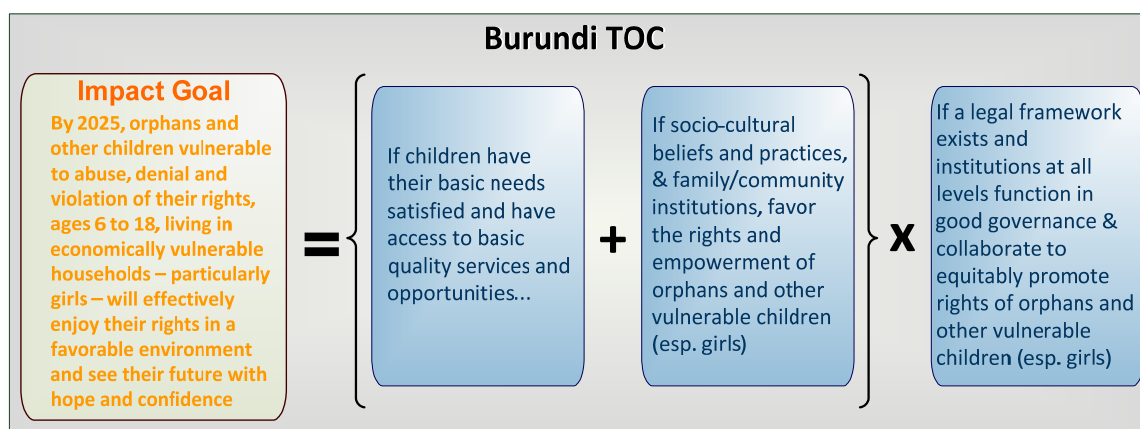 Burundi TOC
Impact Goal
By 2025, orphans and
other children vulnerable
to abuse, denial and
violation of their rights,
ages 6 to 18, living in
economically vulnerable
households – particularly
girls – will effectively
enjoy their rights in a
favorable environment
and see their future with
hope and confidence
=
If children have
their basic needs
satisfied and have
access to basic
quality services and
opportunities...
+
If socio-cultural
beliefs and practices,
& family/community
institutions, favor
the rights and
empowerment of
orphans and other
vulnerable children
(esp. girls)
x
If a legal framework
exists and
institutions at all
levels function in
good governance &
collaborate to
equitably promote
rights of orphans and
other vulnerable
children (esp. girls)